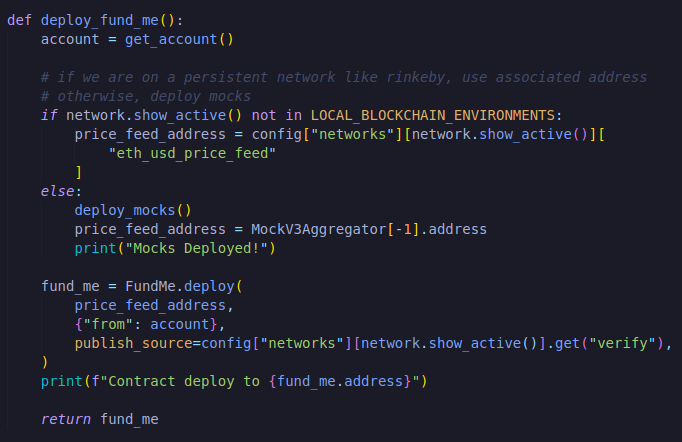 def deploy_fund_me():
    account = get_account()

    # if we are on a persistent network like rinkeby, use associated address
    # otherwise, deploy mocks
    if network.show_active() not in LOCAL_BLOCKCHAIN_ENVIRONMENTS:
        price_feed_address = config["networks"][network.show_active()][
            "eth_usd_price_feed"
        ]
    else:
        deploy_mocks()
        price_feed_address = MockV3Aggregator[-1].address
        print("Mocks Deployed!")

    fund_me = FundMe.deploy(
        price_feed_address,
        {"from": account},
        publish_source=config["networks"][network.show_active()].get("verify"),
    )
    print(f"Contract deploy to {fund_me.address}")

    return fund_me